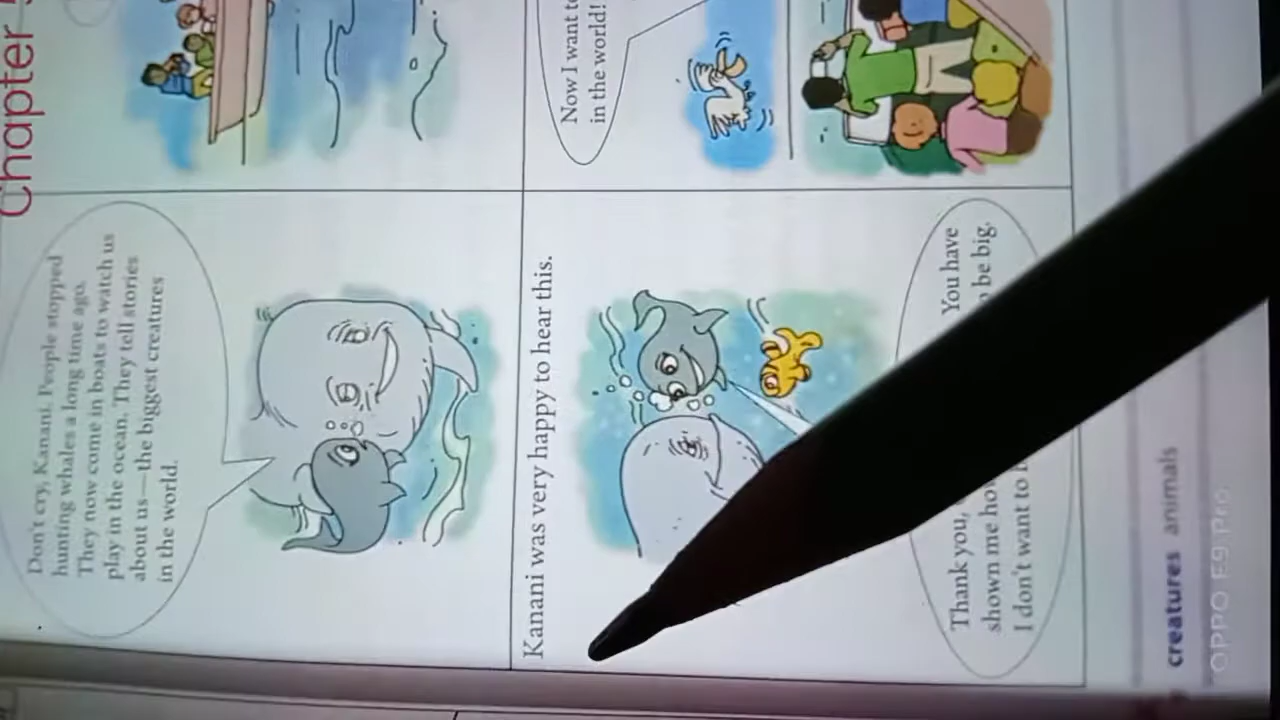 Chapter
Don't cry, Kanani. People stopped
hunting whales a long time ago.
They now come in boats to watch us
play in the ocean. They tell stories
about us—the biggest creatures
in the world.
Now I want
in the world!
Kanani was very happy to hear this.
Thank you, You have
shown me be big.
I don't want to
creatures animals
OPPO F9 Pro